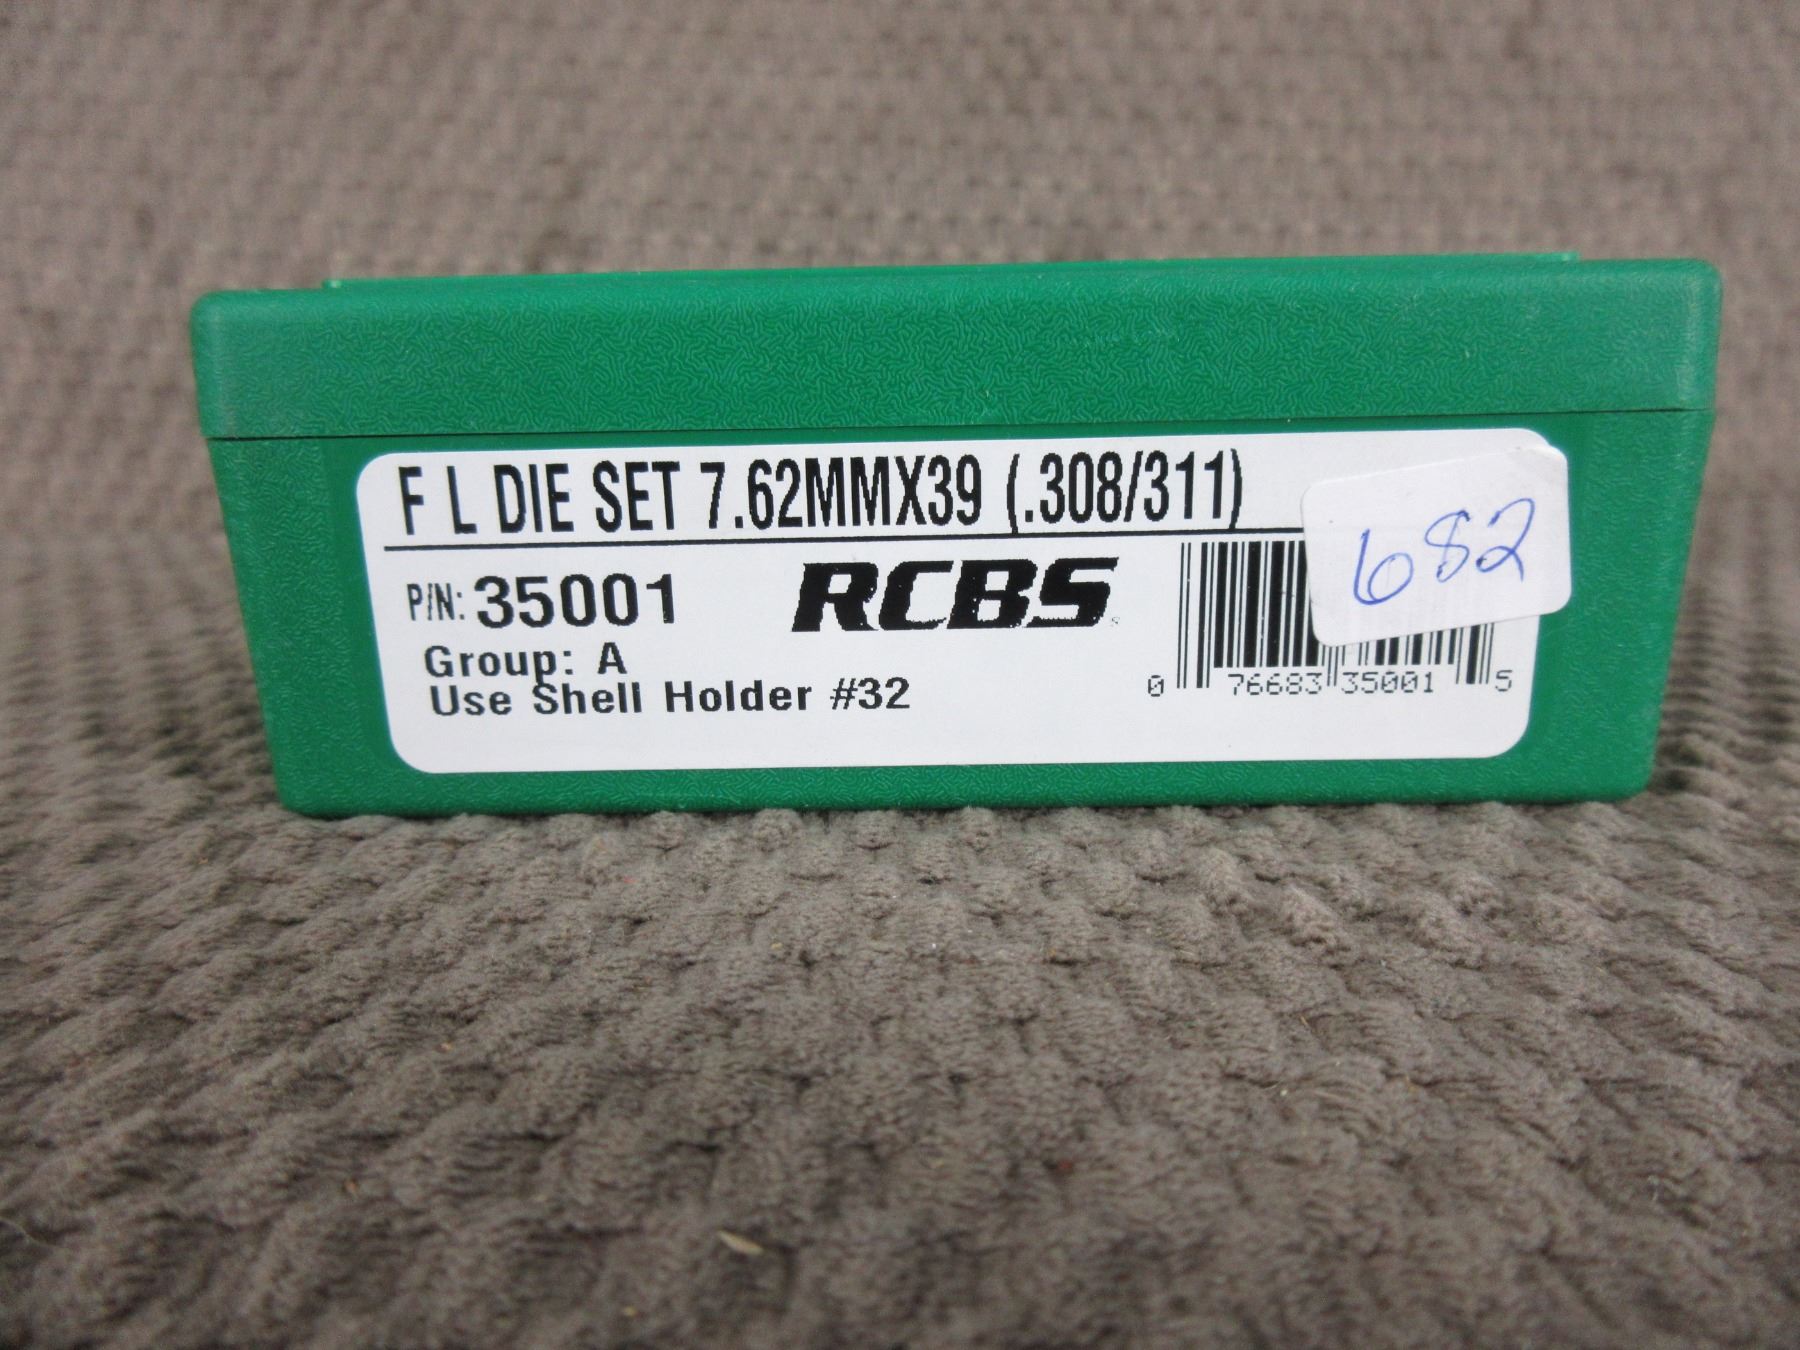 F L DIE SET 7.62MMX39 (.308/311)
682
P/N: 35001
RCBS
Group: A
Use Shell Holder #32
0 76683 35001 5